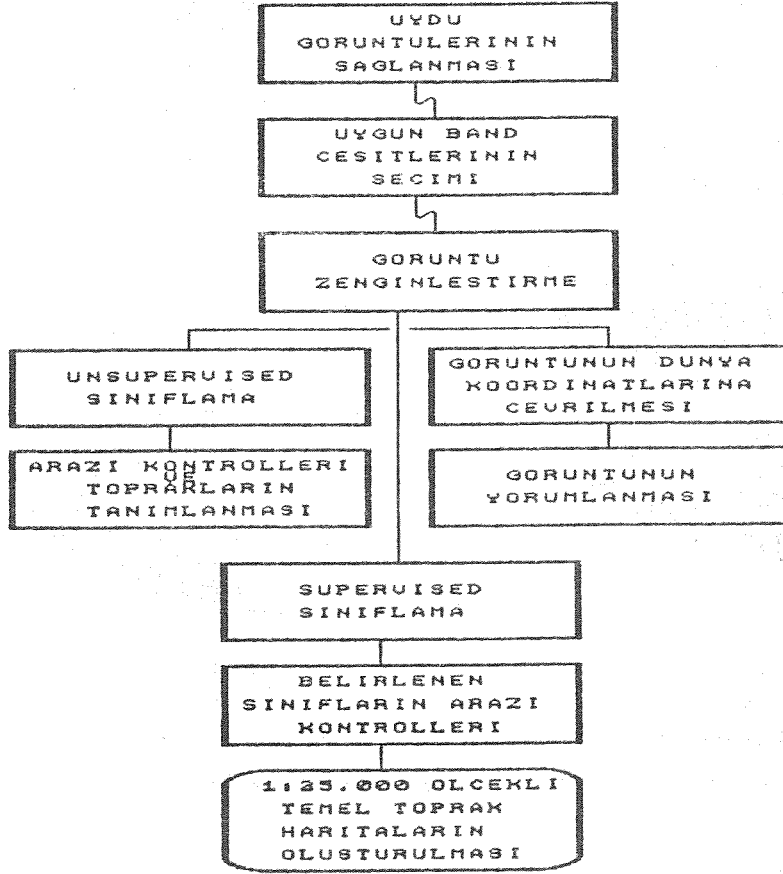 UYDU
GORUNTULERININ
SAGLANMASI
UYGUN BAND
CESITLERININ
SECIMI
GORUNTU
ZENGINLESTIRME
UNSUPERVISED
SINIFLAMA
GORUNTUNUN DUNYA
KOORDINATLARINA
CEVRILMESI
ARAZI KONTROLLERI
VE
TOPRAKLARIN
TANIMLANMASI
GORUNTUNUN
YORUMLANMASI
SUPERVISED
SINIFLAMA
BELIRLENEN
SINIFLARIN ARAZI
KONTROLLERI
1:25.000 OLCEKLI
TEMEL TOPRAK
HARITALARIN
OLUSTURULMASI